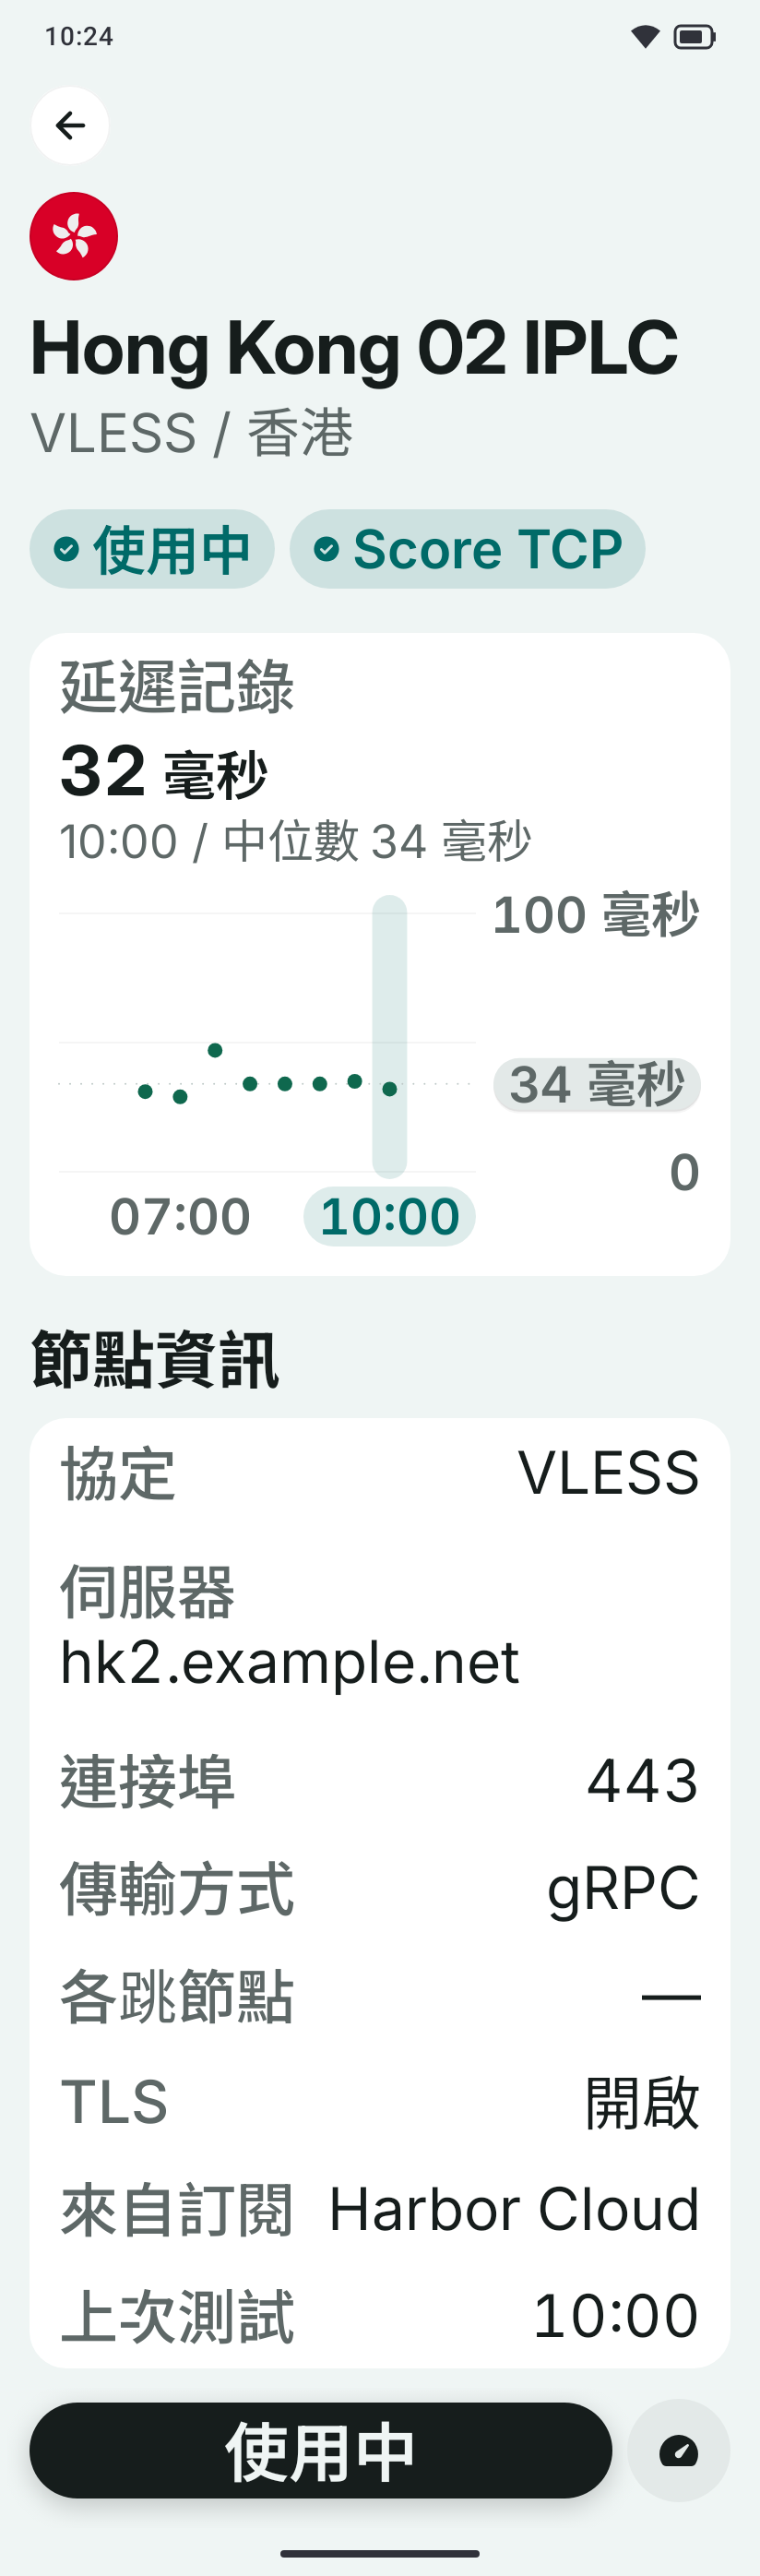 10:24
Hong Kong 02 IPLC
VLESS / 香港
使用中
Score TCP
延遲記錄
32 毫秒
10:00 / 中位數 34 毫秒
100 毫秒
34 毫秒
0
07:00
10:00
節點資訊
協定 VLESS
伺服器
hk2.example.net
連接埠 443
傳輸方式 gRPC
各跳節點 —
TLS 開啟
來自訂閱 Harbor Cloud
上次測試 10:00
使用中